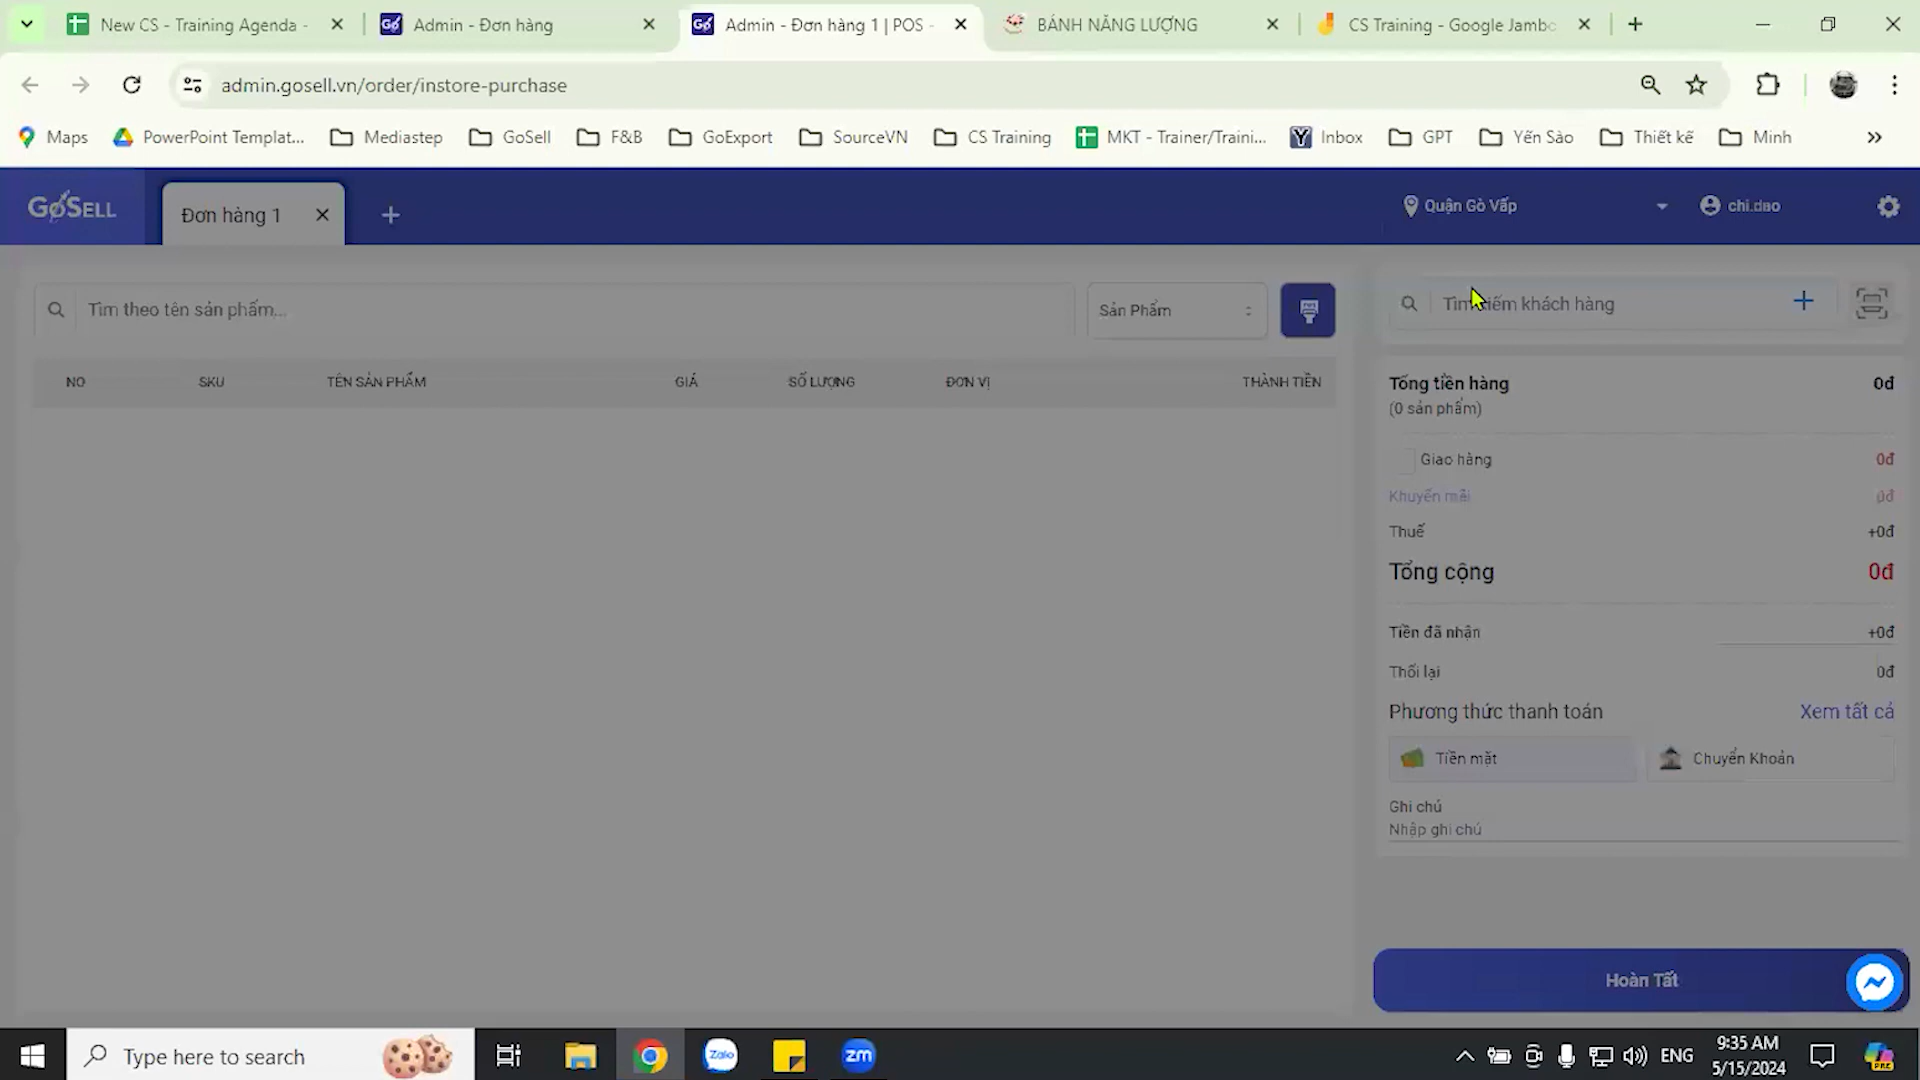 New CS - Training Agenda -
Admin - Đơn hàng
Admin - Đơn hàng 1 | POS -
BÁNH NĂNG LƯỢNG
CS Training - Google Jambo
admin.gosell.vn/order/instore-purchase
Maps
PowerPoint Templat...
Mediastep
GoSell
F&B
GoExport
SourceVN
CS Training
MKT - Trainer/Traini...
Inbox
GPT
Yến Sào
Thiết kế
Minh
GoSELL
Đơn hàng 1
Quận Gò Vấp
chi.dao
Tìm theo tên sản phẩm...
Sản Phẩm
Tìm kiếm khách hàng
NO
SKU
TÊN SẢN PHẨM
GIÁ
SỐ LƯỢNG
ĐƠN VỊ
THÀNH TIỀN
Tổng tiền hàng
0đ
(0 sản phẩm)
Giao hàng
0đ
Khuyến mãi
0đ
Thuế
+0đ
Tổng cộng
0đ
Tiền đã nhận
+0đ
Thối lại
0đ
Phương thức thanh toán
Xem tất cả
Tiền mặt
Chuyển Khoản
Ghi chú
Nhập ghi chú
Hoàn Tất
Type here to search
Zalo
zm
ENG
9:35 AM
5/15/2024
PRE